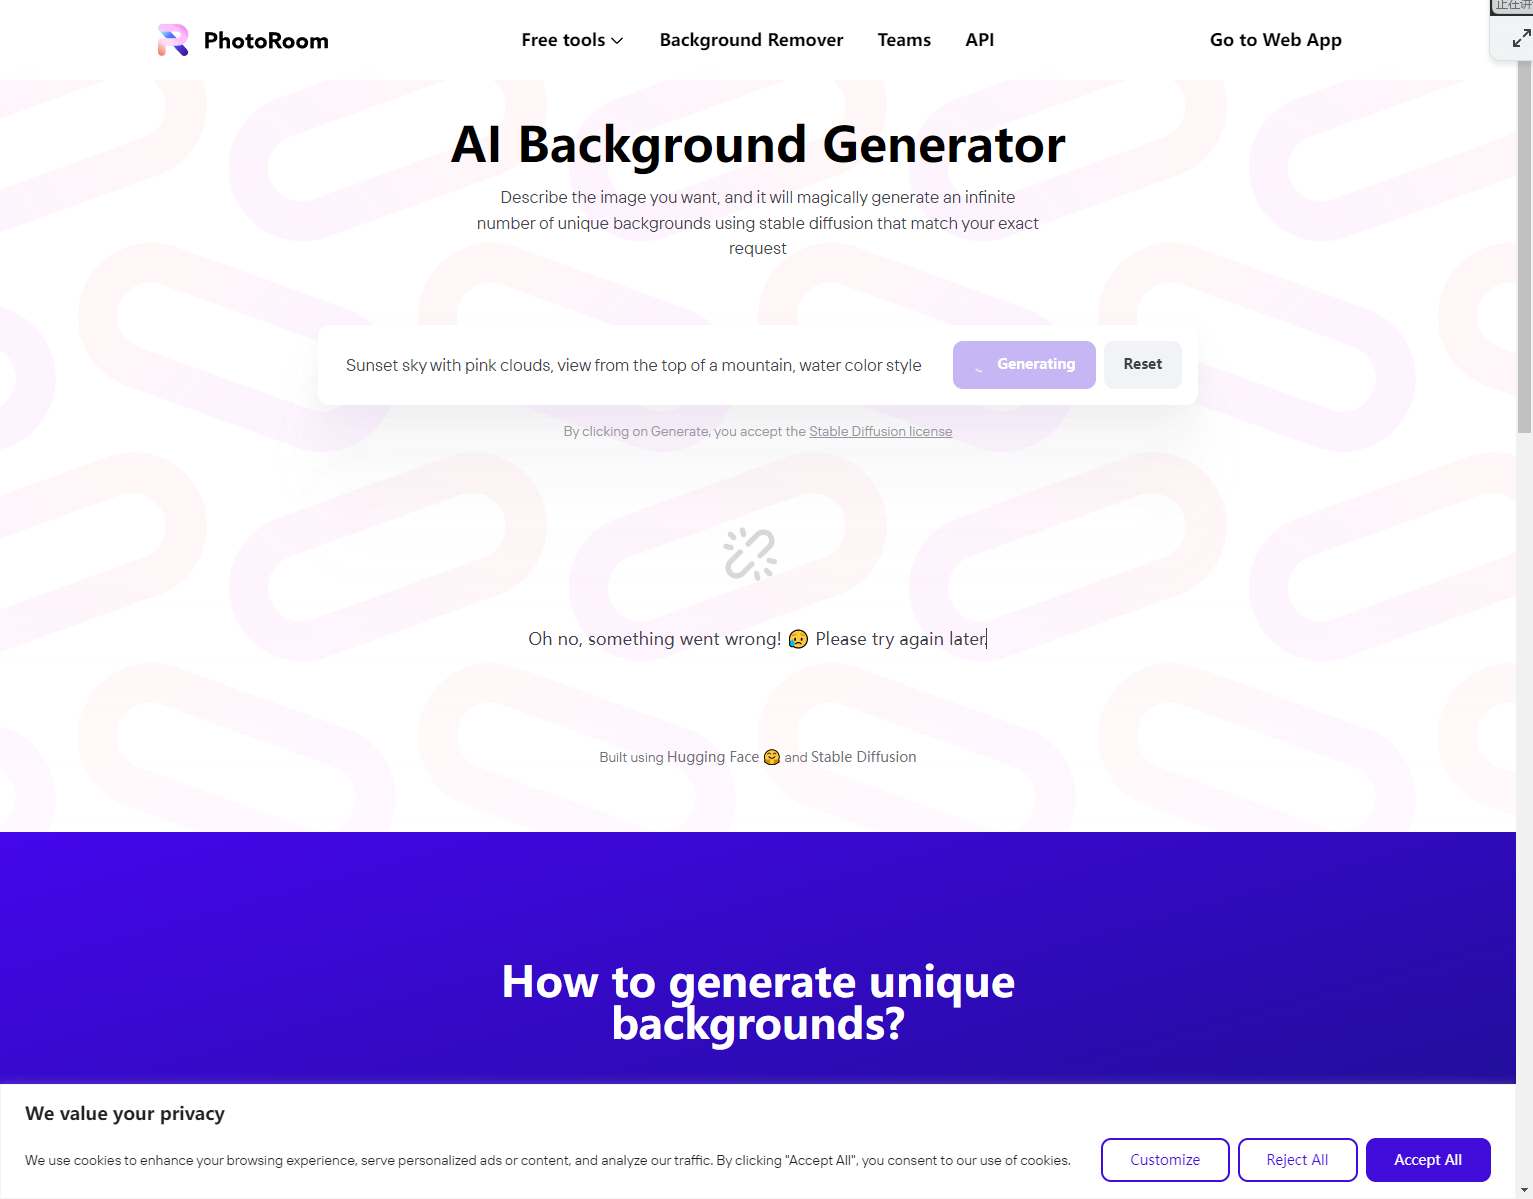 正在讲
PhotoRoom
Free tools
Background Remover
Teams
API
Go to Web App
AI Background Generator
Describe the image you want, and it will magically generate an infinite
number of unique backgrounds using stable diffusion that match your exact
request
Sunset sky with pink clouds, view from the top of a mountain, water color style
Generating
Reset
By clicking on Generate, you accept the Stable Diffusion license
Oh no, something went wrong! 😥 Please try again later.
Built using Hugging Face 🤗 and Stable Diffusion
How to generate unique
backgrounds?
We value your privacy
We use cookies to enhance your browsing experience, serve personalized ads or content, and analyze our traffic. By clicking "Accept All", you consent to our use of cookies.
Customize
Reject All
Accept All